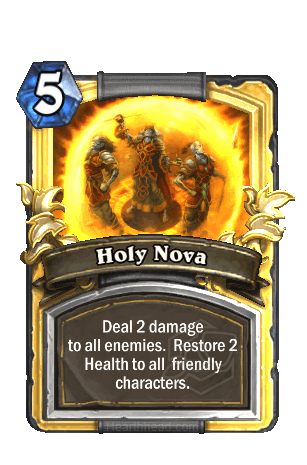 5
Holy Nova
Deal 2 damage
to all enemies. Restore 2
Health to all friendly
characters.